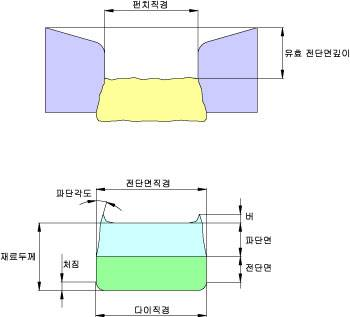 펀치직경
유효 전단면깊이
전단면직경
파단각도
버
파단면
재료두께
처짐
전단면
다이직경